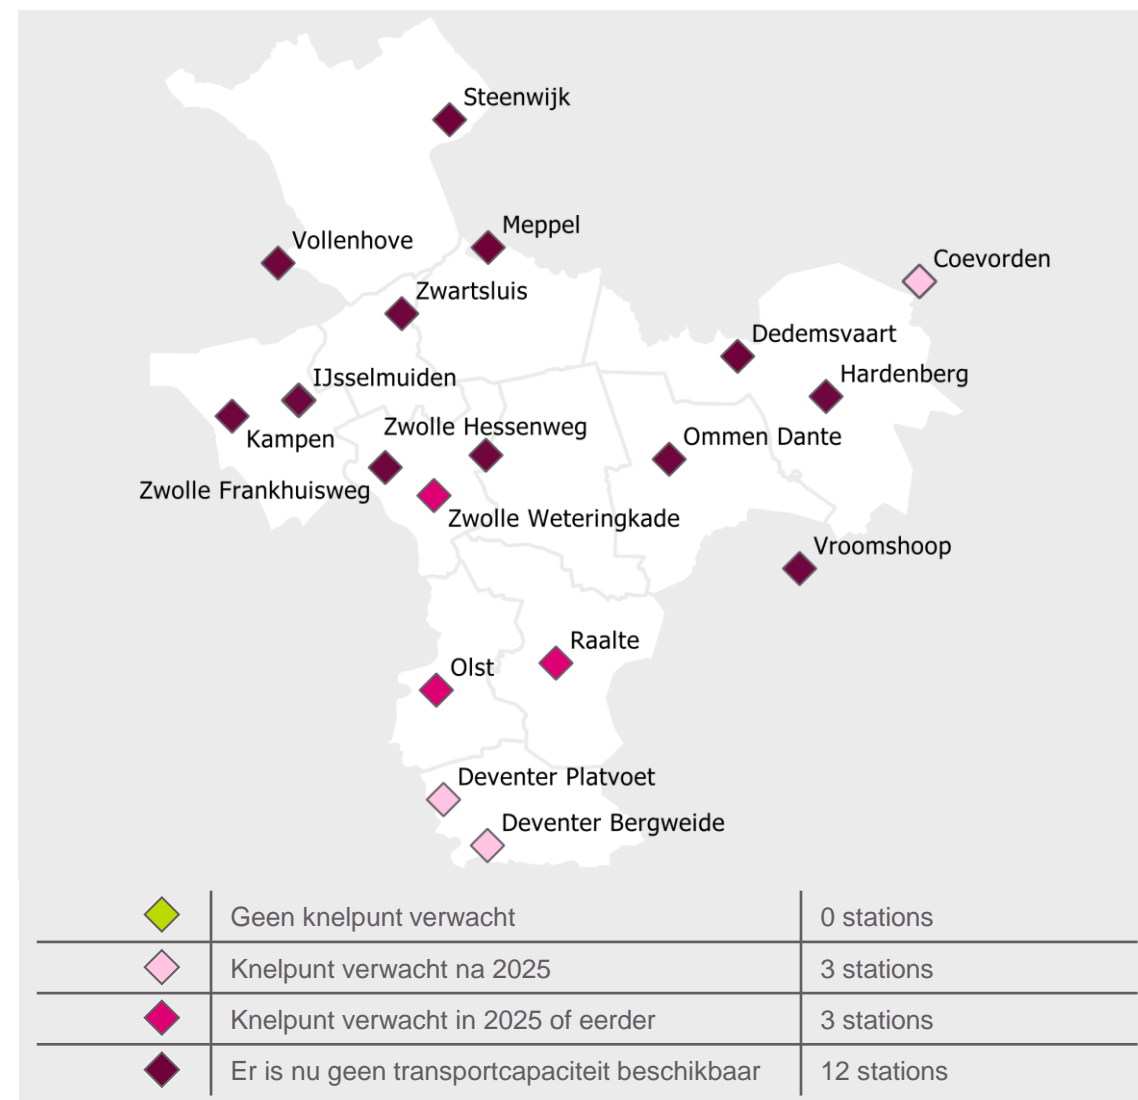 Steenwijk
Meppel
Vollenhove
Coevorden
Zwartsluis
Dedemsvaart
Hardenberg
IJsselmuiden
Kampen
Zwolle Hessenweg
Ommen Dante
Zwolle Frankhuisweg
Zwolle Weteringkade
Vroomshoop
Raalte
Olst
Deventer Platvoet
Deventer Bergweide
Geen knelpunt verwacht 0 stations
Knelpunt verwacht na 2025 3 stations
Knelpunt verwacht in 2025 of eerder 3 stations
Er is nu geen transportcapaciteit beschikbaar 12 stations